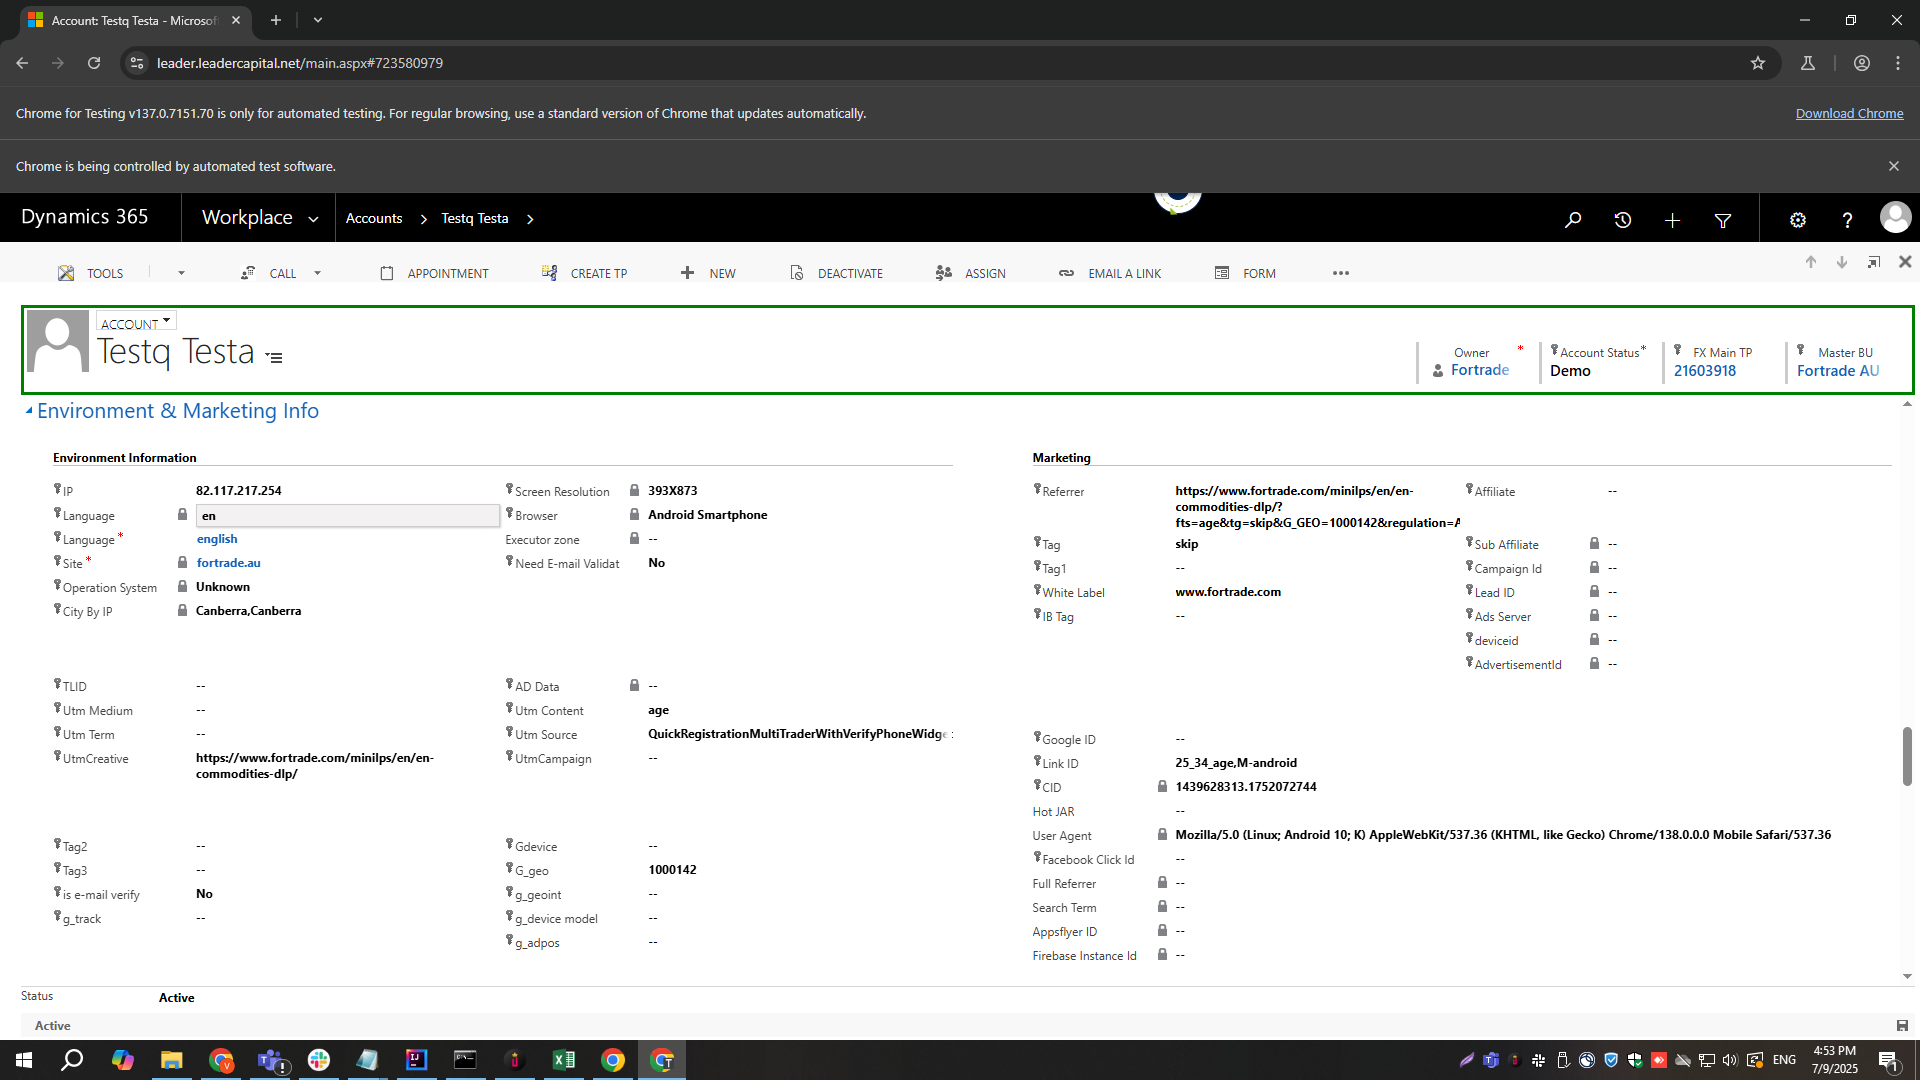 Account: Testq Testa - Microsof
leader.leadercapital.net/main.aspx#723580979
Chrome for Testing v137.0.7151.70 is only for automated testing. For regular browsing, use a standard version of Chrome that updates automatically.
Download Chrome
Chrome is being controlled by automated test software.
Dynamics 365
Workplace
Accounts
Testq Testa
TOOLS
CALL
APPOINTMENT
CREATE TP
NEW
DEACTIVATE
ASSIGN
EMAIL A LINK
FORM
ACCOUNT
Testq Testa
Owner *
Fortrade
Account Status *
Demo
FX Main TP
21603918
Master BU
Fortrade AU
Environment & Marketing Info
Environment Information
IP 82.117.217.254
Language en
Language * english
Site * fortrade.au
Operation System Unknown
City By IP Canberra,Canberra
Screen Resolution 393X873
Browser Android Smartphone
Executor zone --
Need E-mail Validat No
TLID --
Utm Medium --
Utm Term --
UtmCreative https://www.fortrade.com/minilps/en/en-
commodities-dlp/
AD Data --
Utm Content age
Utm Source QuickRegistrationMultiTraderWithVerifyPhoneWidge
UtmCampaign --
Tag2 --
Tag3 --
is e-mail verify No
g_track --
Gdevice --
G_geo 1000142
g_geoint --
g_device model --
g_adpos --
Marketing
Referrer https://www.fortrade.com/minilps/en/en-
commodities-dlp/?
fts=age&tg=skip&G_GEO=1000142&regulation=A
Tag skip
Tag1 --
White Label www.fortrade.com
IB Tag --
Affiliate --
Sub Affiliate --
Campaign Id --
Lead ID --
Ads Server --
deviceid --
AdvertisementId --
Google ID --
Link ID 25_34_age,M-android
CID 1439628313.1752072744
Hot JAR --
User Agent Mozilla/5.0 (Linux; Android 10; K) AppleWebKit/537.36 (KHTML, like Gecko) Chrome/138.0.0.0 Mobile Safari/537.36
Facebook Click Id --
Full Referrer --
Search Term --
Appsflyer ID --
Firebase Instance Id --
Status Active
Active
ENG
4:53 PM
7/9/2025
1